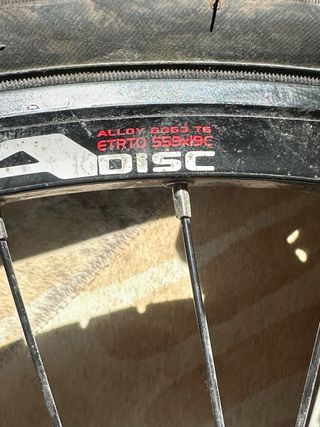 ALLOY 6063 T6
ETRTO 559x19C
A DISC